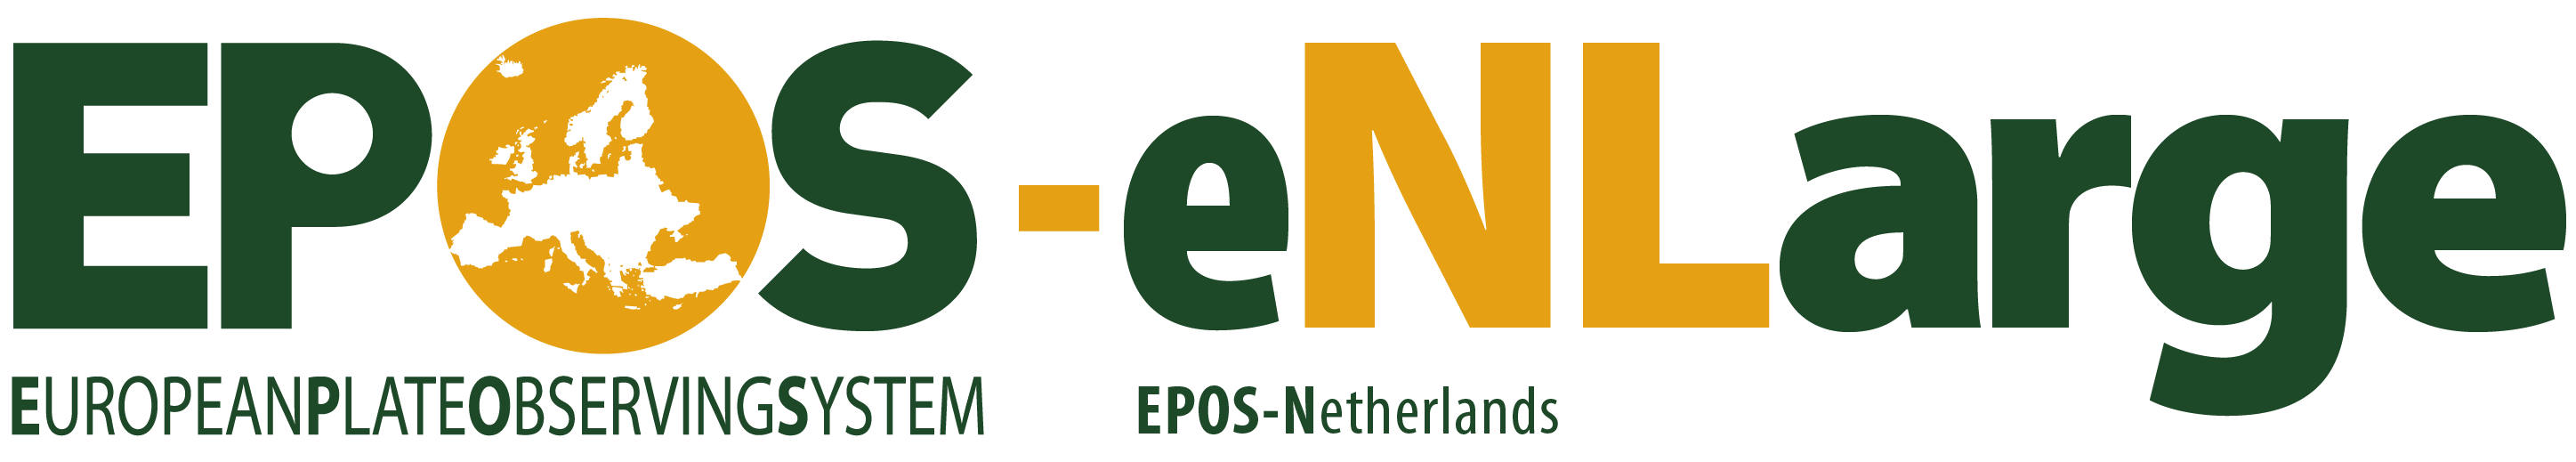 EPOS-eNLarge
EUROPEANPLATEOBSERVINGSYSTEM
EPOS-Netherlands